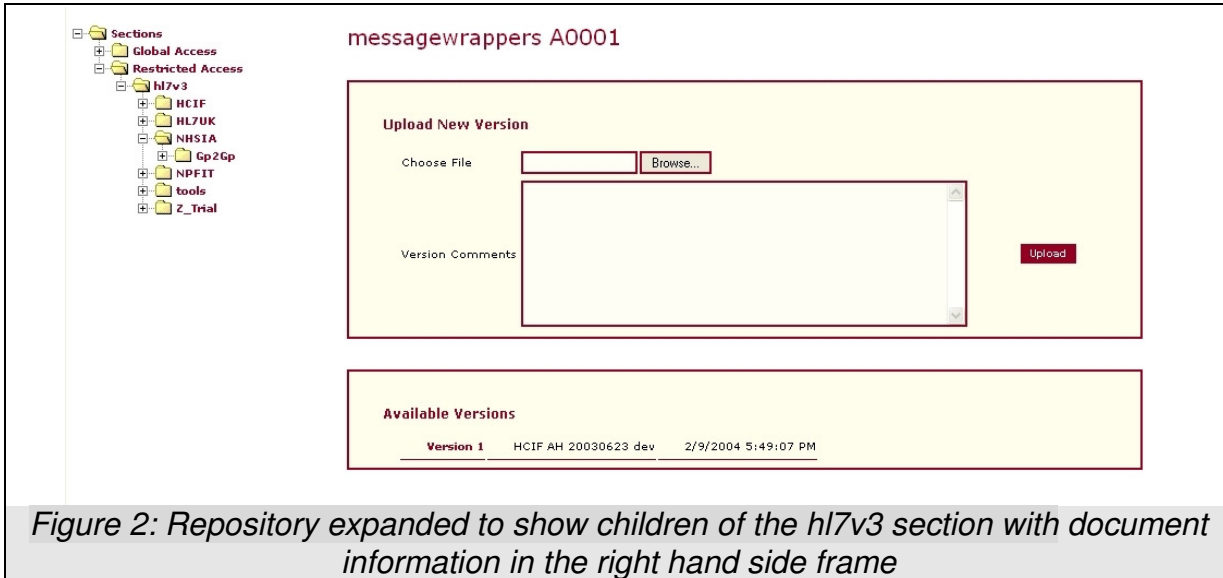 Sections
Global Access
Restricted Access
hl7v3
HCIF
HL7UK
NHSIA
Gp2Gp
NPFIT
tools
Z_Trial
messagewrappers A0001
Upload New Version
Choose File Browse...
Version Comments Upload
Available Versions
Version 1 HCIF AH 20030623 dev 2/9/2004 5:49:07 PM
Figure 2: Repository expanded to show children of the hl7v3 section with document
information in the right hand side frame